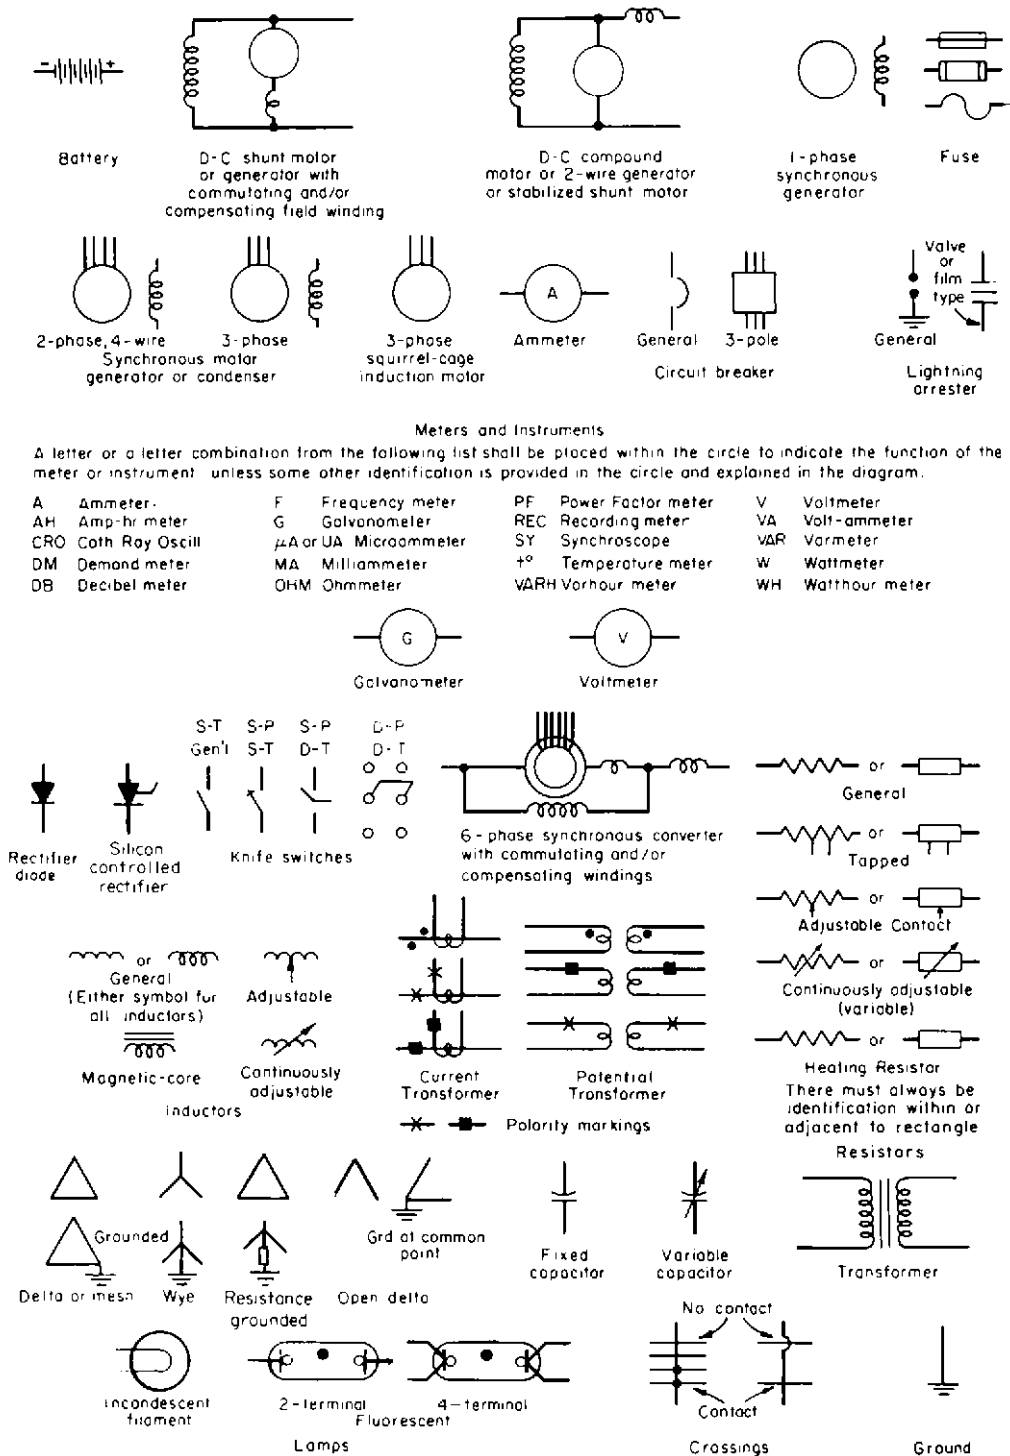 - +
Battery
D-C shunt motor
or generator with
commutating and/or
compensating field winding
D-C compound
motor or 2-wire generator
or stabilized shunt motor
1-phase
synchronous
generator
Fuse
2-phase, 4-wire
3-phase
Synchronous motor
generator or condenser
3-phase
squirrel-cage
induction motor
A
Ammeter
General
3-pole
Circuit breaker
Valve
or
film
type
General
Lightning
arrester
Meters and Instruments
A letter or a letter combination from the following list shall be placed within the circle to indicate the function of the
meter or instrument unless some other identification is provided in the circle and explained in the diagram.
A Ammeter. F Frequency meter PF Power Factor meter V Voltmeter
AH Amp-hr meter G Galvanometer REC Recording meter VA Volt-ammeter
CRO Cath Ray Oscill μA or UA Microammeter SY Synchroscope VAR Varmeter
DM Demand meter MA Milliammeter t° Temperature meter W Wattmeter
DB Decibel meter OHM Ohmmeter VARH Varhour meter WH Watthour meter
G
Galvanometer
V
Voltmeter
S-T S-P S-P D-P
Gen'l S-T D-T D-T
Rectifier
diode
Silicon
controlled
rectifier
Knife switches
6-phase synchronous converter
with commutating and/or
compensating windings
or
General
or
Tapped
or
Adjustable Contact
or
Continuously adjustable
(variable)
or
Heating Resistor
There must always be
identification within or
adjacent to rectangle
Resistors
or
General
(Either symbol for
all inductors)
Adjustable
Magnetic-core
Continuously
adjustable
Inductors
Current
Transformer
Potential
Transformer
Polarity markings
Grounded
Grd at common
point
Delta or mesh
Wye
Resistance
grounded
Open delta
Fixed
capacitor
Variable
capacitor
Transformer
Incandescent
filament
2-terminal
4-terminal
Fluorescent
Lamps
No contact
Contact
Crossings
Ground